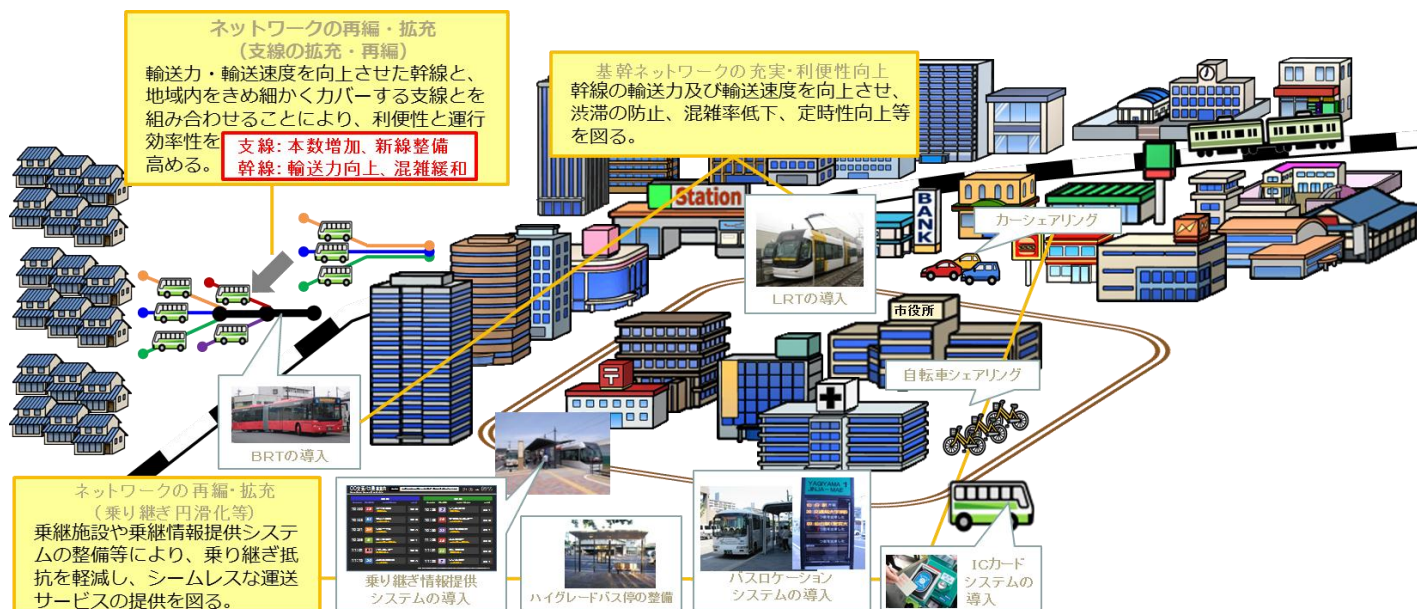 ネットワークの再編・拡充
(支線の拡充・再編)
輸送力・輸送速度を向上させた幹線と、
地域内をきめ細かくカバーする支線とを
組み合わせることにより、利便性と運行
効率性を
高める。
支線:本数増加、新線整備
幹線:輸送力向上、混雑緩和
基幹ネットワークの充実・利便性向上
幹線の輸送力及び輸送速度を向上させ、
渋滞の防止、混雑率低下、定時性向上等
を図る。
Station
BANK
カーシェアリング
LRTの導入
市役所
自転車シェアリング
BRTの導入
ネットワークの再編・拡充
(乗り継ぎ円滑化等)
乗継施設や乗継情報提供システ
ムの整備等により、乗り継ぎ抵
抗を軽減し、シームレスな運送
サービスの提供を図る。
乗り継ぎ情報提供
システムの導入
ハイグレードバス停の整備
YAGIYAMA 1
JINJA-MAE
バスロケーション
システムの導入
ICカード
システムの
導入